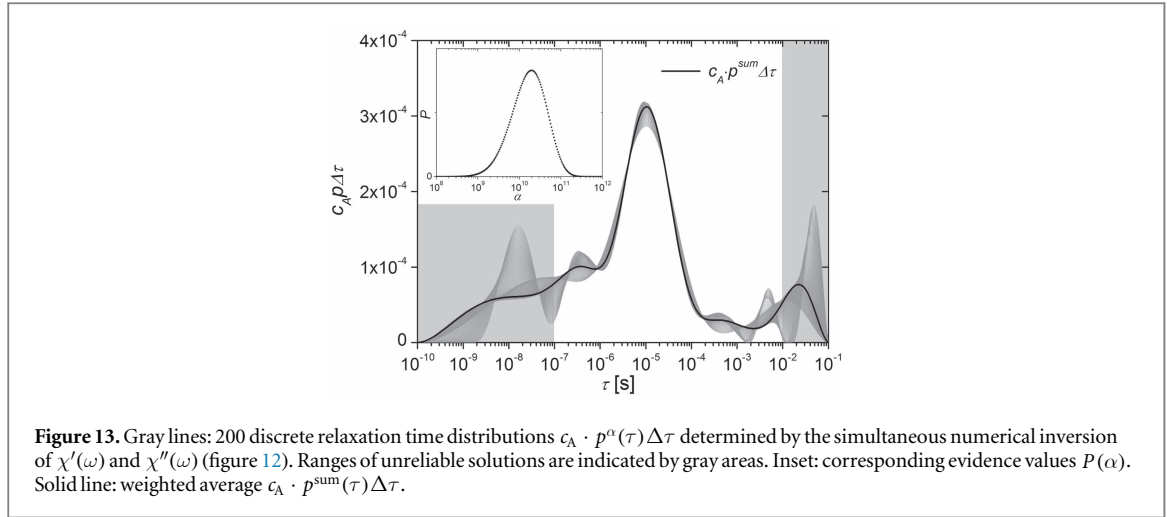 4x10⁻⁴
3x10⁻⁴
2x10⁻⁴
1x10⁻⁴
0
c_A pΔτ
c_A·p^sum Δτ
P
0
10⁸ 10⁹ 10¹⁰ 10¹¹ 10¹²
α
10⁻¹⁰ 10⁻⁹ 10⁻⁸ 10⁻⁷ 10⁻⁶ 10⁻⁵ 10⁻⁴ 10⁻³ 10⁻² 10⁻¹
τ [s]
Figure 13. Gray lines: 200 discrete relaxation time distributions c_A · p^α(τ)Δτ determined by the simultaneous numerical inversion
of χ′(ω) and χ″(ω) (figure 12). Ranges of unreliable solutions are indicated by gray areas. Inset: corresponding evidence values P(α).
Solid line: weighted average c_A · p^sum(τ)Δτ.